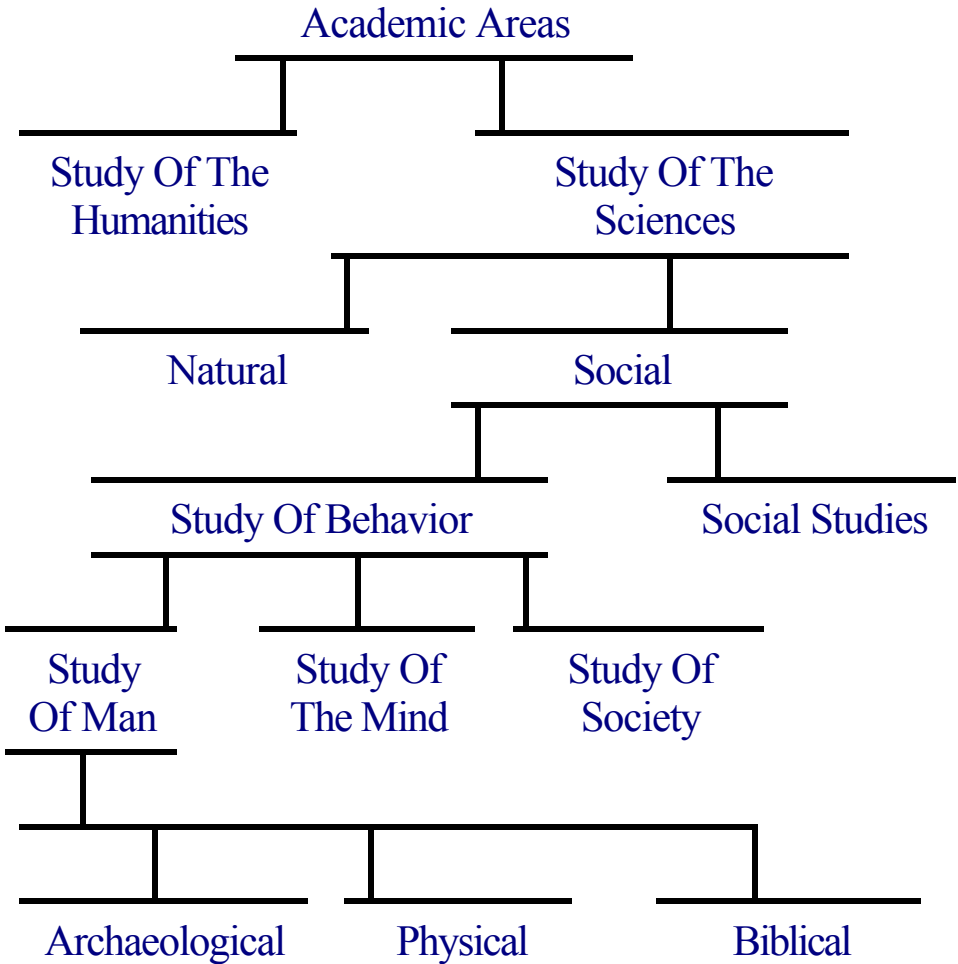 Academic Areas
Study Of The
Humanities
Study Of The
Sciences
Natural
Social
Study Of Behavior
Social Studies
Study
Of Man
Study Of
The Mind
Study Of
Society
Archaeological
Physical
Biblical